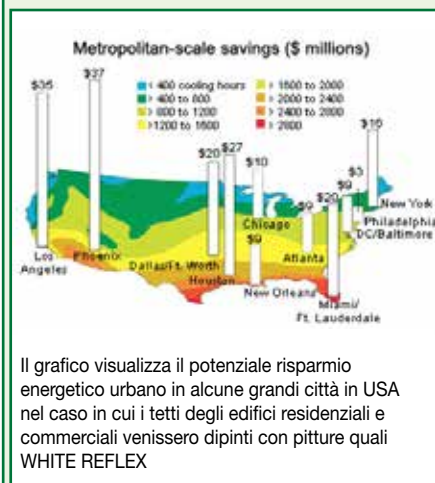 Metropolitan-scale savings ($ millions)
< 400 cooling hours
> 400 to 800
> 800 to 1200
>1200 to 1600
> 1600 to 2000
> 2000 to 2400
> 2400 to 2800
> 2800
$35
$37
$20
$27
$10
$9
$9
$20
$9
$3
$16
Los
Angeles
Phoenix
Dallas/Ft. Worth
Houston
Chicago
New Orleans
Atlanta
Miami/
Ft. Lauderdale
DC/Baltimore
Philadelphia
New York
Il grafico visualizza il potenziale risparmio
energetico urbano in alcune grandi città in USA
nel caso in cui i tetti degli edifici residenziali e
commerciali venissero dipinti con pitture quali
WHITE REFLEX